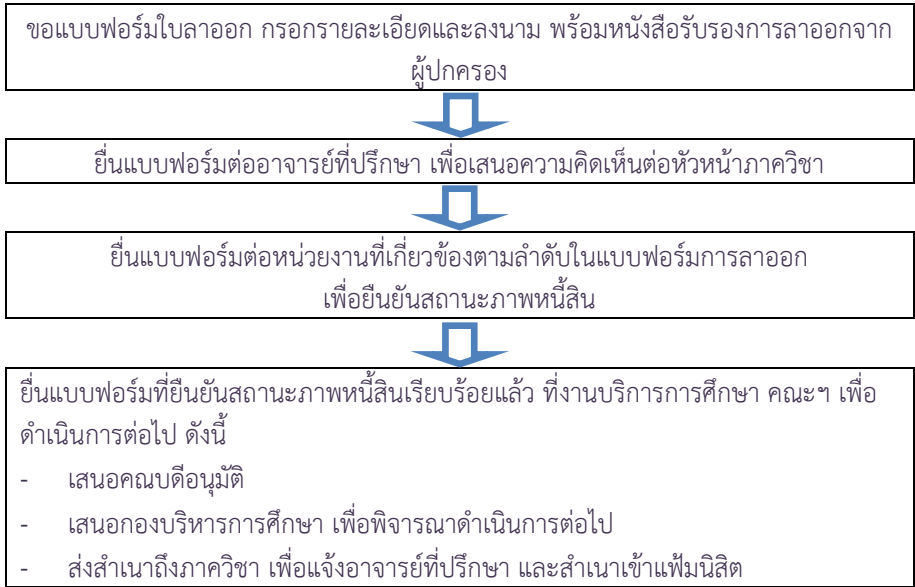 ขอแบบฟอร์มใบลาออก กรอกรายละเอียดและลงนาม พร้อมหนังสือรับรองการลาออกจาก
ผู้ปกครอง
ยื่นแบบฟอร์มต่ออาจารย์ที่ปรึกษา เพื่อเสนอความคิดเห็นต่อหัวหน้าภาควิชา
ยื่นแบบฟอร์มต่อหน่วยงานที่เกี่ยวข้องตามลำดับในแบบฟอร์มการลาออก
เพื่อยืนยันสถานะภาพหนี้สิน
ยื่นแบบฟอร์มที่ยืนยันสถานะภาพหนี้สินเรียบร้อยแล้ว ที่งานบริการการศึกษา คณะฯ เพื่อ
ดำเนินการต่อไป ดังนี้
- เสนอคณบดีอนุมัติ
- เสนอกองบริหารการศึกษา เพื่อพิจารณาดำเนินการต่อไป
- ส่งสำเนาถึงภาควิชา เพื่อแจ้งอาจารย์ที่ปรึกษา และสำเนาเข้าแฟ้มนิสิต